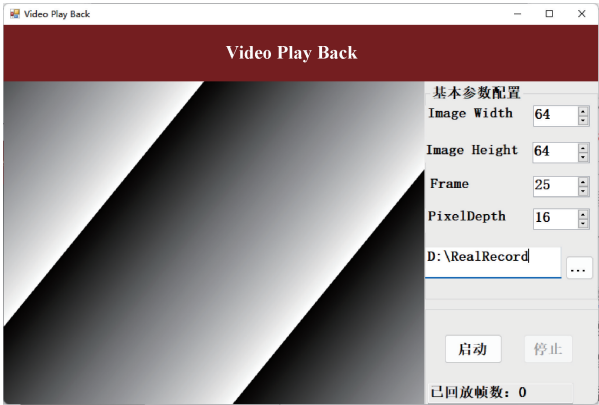 Video Play Back
Video Play Back
基本参数配置
Image Width 64
Image Height 64
Frame 25
PixelDepth 16
D:\RealRecord
...
启动 停止
已回放帧数：0